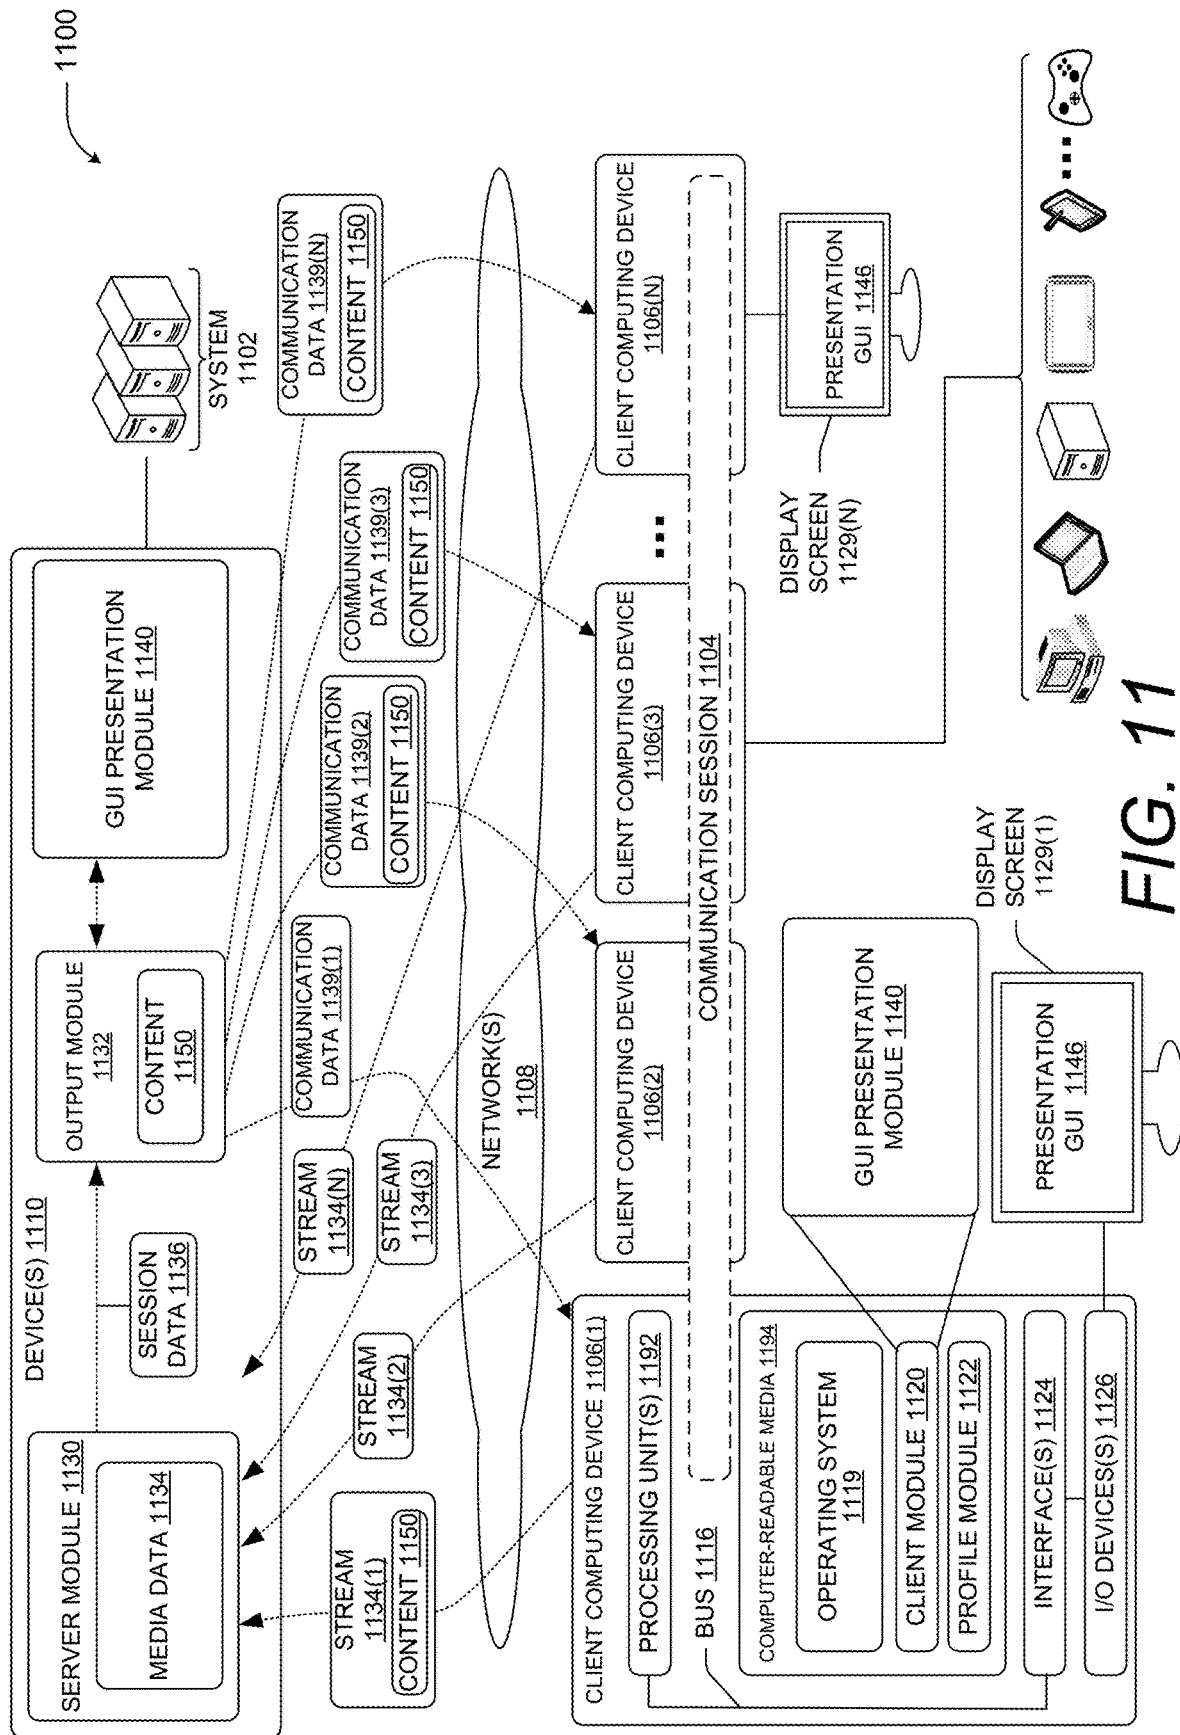 1100
DEVICE(S) 1110
SERVER MODULE 1130
MEDIA DATA 1134
SESSION
DATA 1136
OUTPUT MODULE
1132
CONTENT
1150
GUI PRESENTATION
MODULE 1140
SYSTEM
1102
STREAM
1134(1)
CONTENT 1150
STREAM
1134(2)
STREAM
1134(3)
STREAM
1134(N)
COMMUNICATION
DATA 1139(1)
COMMUNICATION
DATA 1139(2)
CONTENT 1150
COMMUNICATION
DATA 1139(3)
CONTENT 1150
COMMUNICATION
DATA 1139(N)
CONTENT 1150
NETWORK(S)
1108
CLIENT COMPUTING DEVICE 1106(1)
PROCESSING UNIT(S) 1192
BUS 1116
COMPUTER-READABLE MEDIA 1194
OPERATING SYSTEM
1119
CLIENT MODULE 1120
PROFILE MODULE 1122
INTERFACE(S) 1124
I/O DEVICES(S) 1126
CLIENT COMPUTING DEVICE
1106(2)
CLIENT COMPUTING DEVICE
1106(3)
CLIENT COMPUTING DEVICE
1106(N)
COMMUNICATION SESSION 1104
GUI PRESENTATION
MODULE 1140
DISPLAY
SCREEN
1129(1)
PRESENTATION
GUI 1146
DISPLAY
SCREEN
1129(N)
PRESENTATION
GUI 1146
FIG. 11